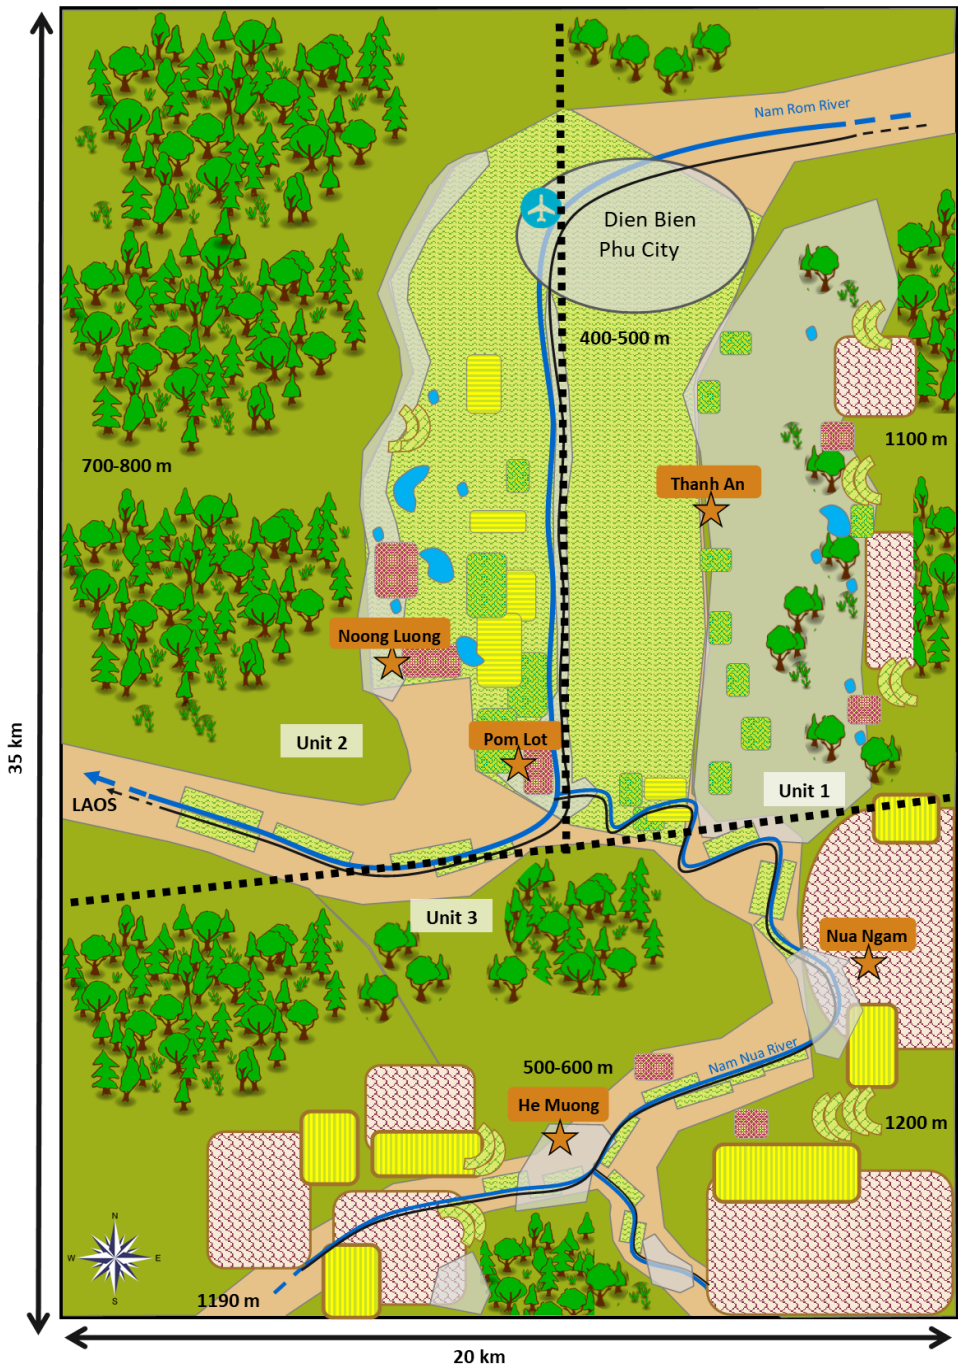 Nam Rom River
Dien Bien
Phu City
400-500 m
1100 m
700-800 m
Thanh An
Noong Luong
Pom Lot
Unit 2
Unit 1
35 km
LAOS
Unit 3
Nua Ngam
Nam Nua River
500-600 m
He Muong
1200 m
N
W
E
S
1190 m
20 km